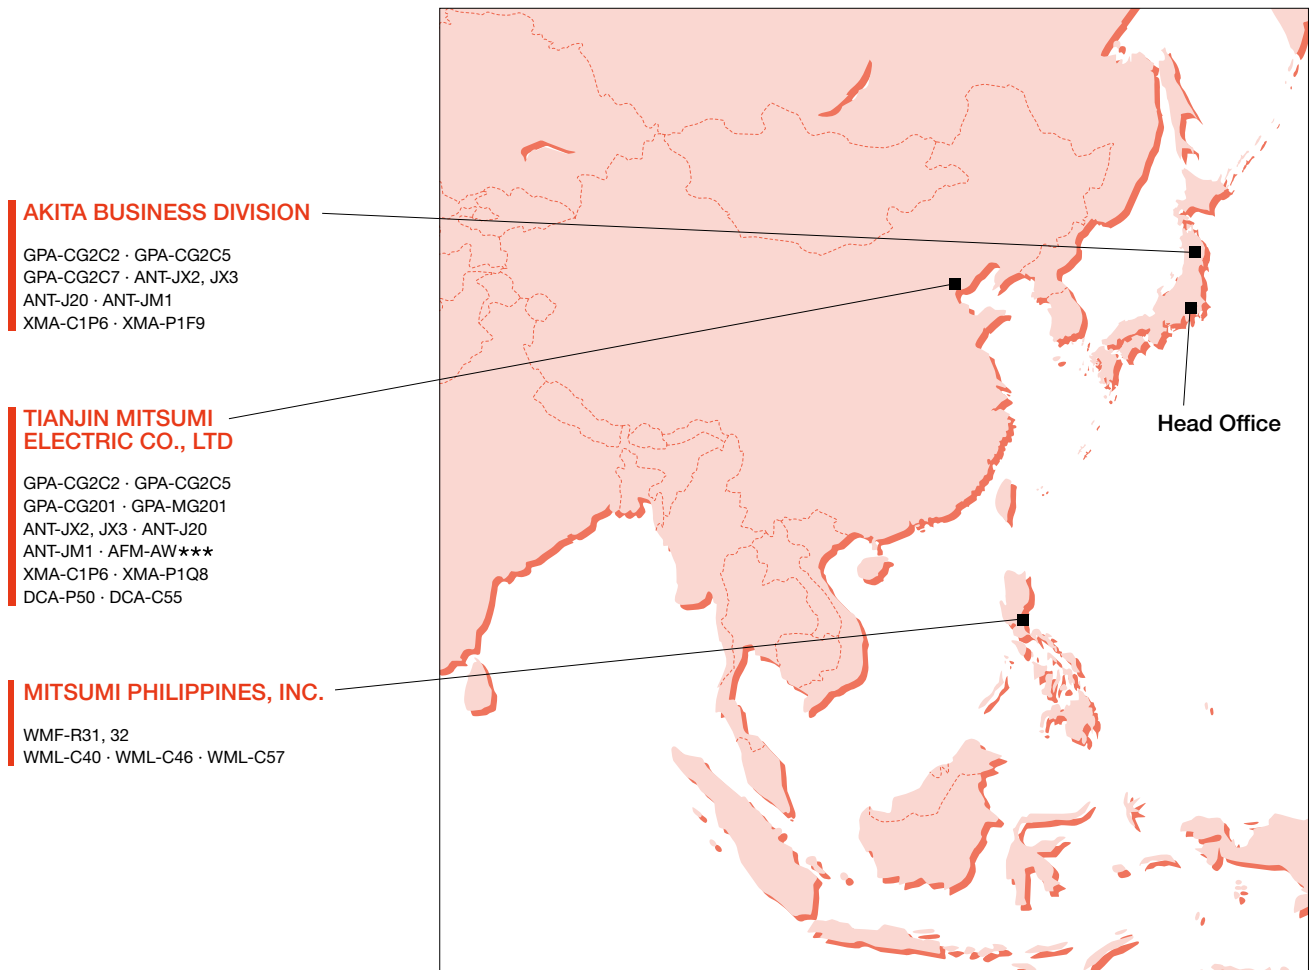 AKITA BUSINESS DIVISION
GPA-CG2C2 · GPA-CG2C5
GPA-CG2C7 · ANT-JX2, JX3
ANT-J20 · ANT-JM1
XMA-C1P6 · XMA-P1F9
TIANJIN MITSUMI
ELECTRIC CO., LTD
GPA-CG2C2 · GPA-CG2C5
GPA-CG201 · GPA-MG201
ANT-JX2, JX3 · ANT-J20
ANT-JM1 · AFM-AW★★★
XMA-C1P6 · XMA-P1Q8
DCA-P50 · DCA-C55
MITSUMI PHILIPPINES, INC.
WMF-R31, 32
WML-C40 · WML-C46 · WML-C57
Head Office